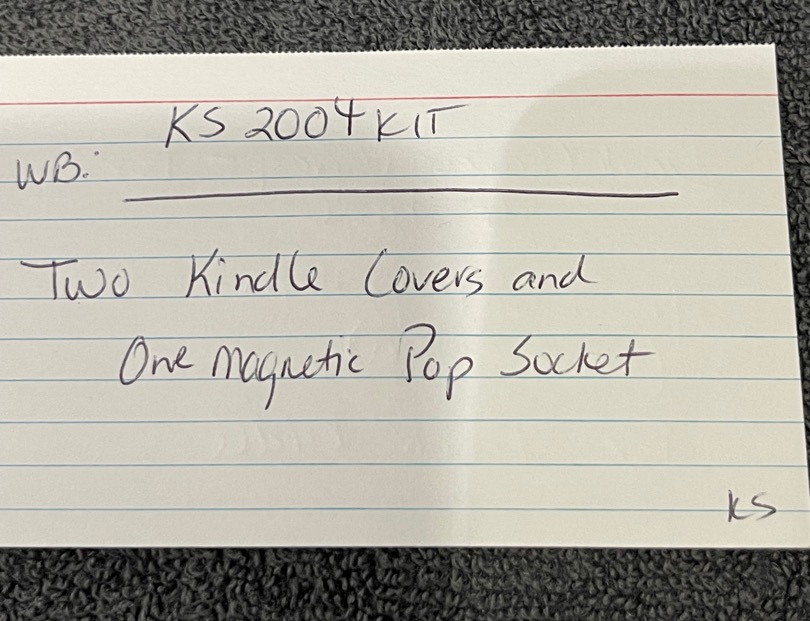 KS 2004 KIT
WB:
Two Kindle Covers and
One magnetic Pop Socket
KS